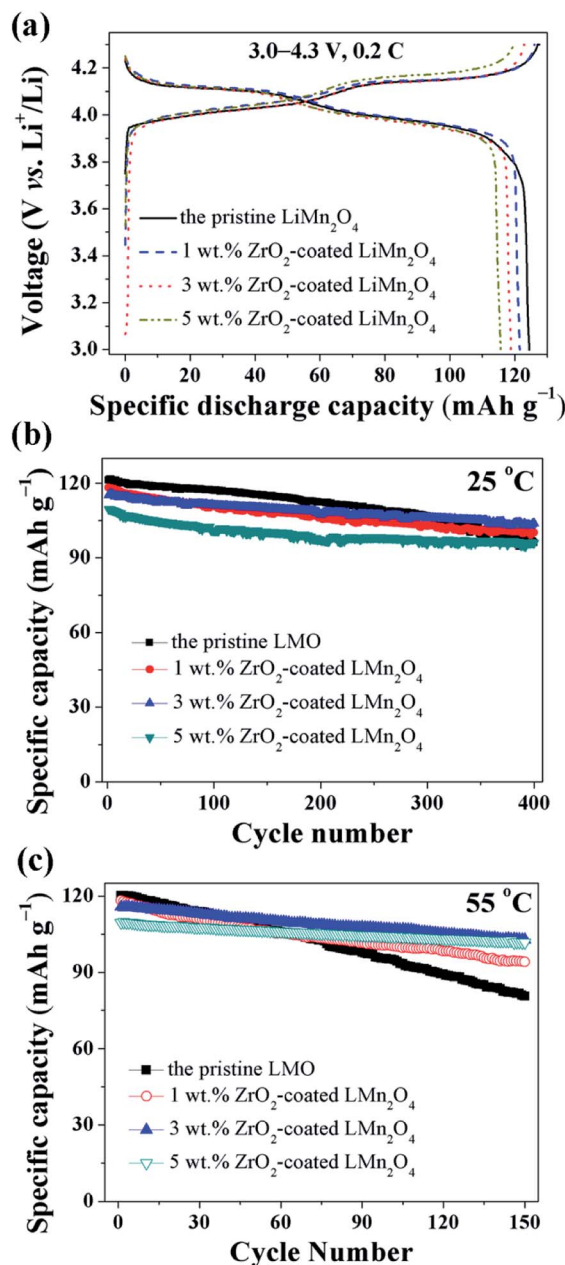 (a)
3.0–4.3 V, 0.2 C
4.2
4.0
3.8
3.6
3.4
3.2
3.0
Voltage (V vs. Li⁺/Li)
the pristine LiMn₂O₄
1 wt.% ZrO₂-coated LiMn₂O₄
3 wt.% ZrO₂-coated LiMn₂O₄
5 wt.% ZrO₂-coated LiMn₂O₄
0 20 40 60 80 100 120
Specific discharge capacity (mAh g⁻¹)
(b)
25 °C
120
90
60
30
0
Specific capacity (mAh g⁻¹)
the pristine LMO
1 wt.% ZrO₂-coated LMn₂O₄
3 wt.% ZrO₂-coated LMn₂O₄
5 wt.% ZrO₂-coated LMn₂O₄
0 100 200 300 400
Cycle number
(c)
55 °C
120
90
60
30
0
Specific capacity (mAh g⁻¹)
the pristine LMO
1 wt.% ZrO₂-coated LMn₂O₄
3 wt.% ZrO₂-coated LMn₂O₄
5 wt.% ZrO₂-coated LMn₂O₄
0 30 60 90 120 150
Cycle Number